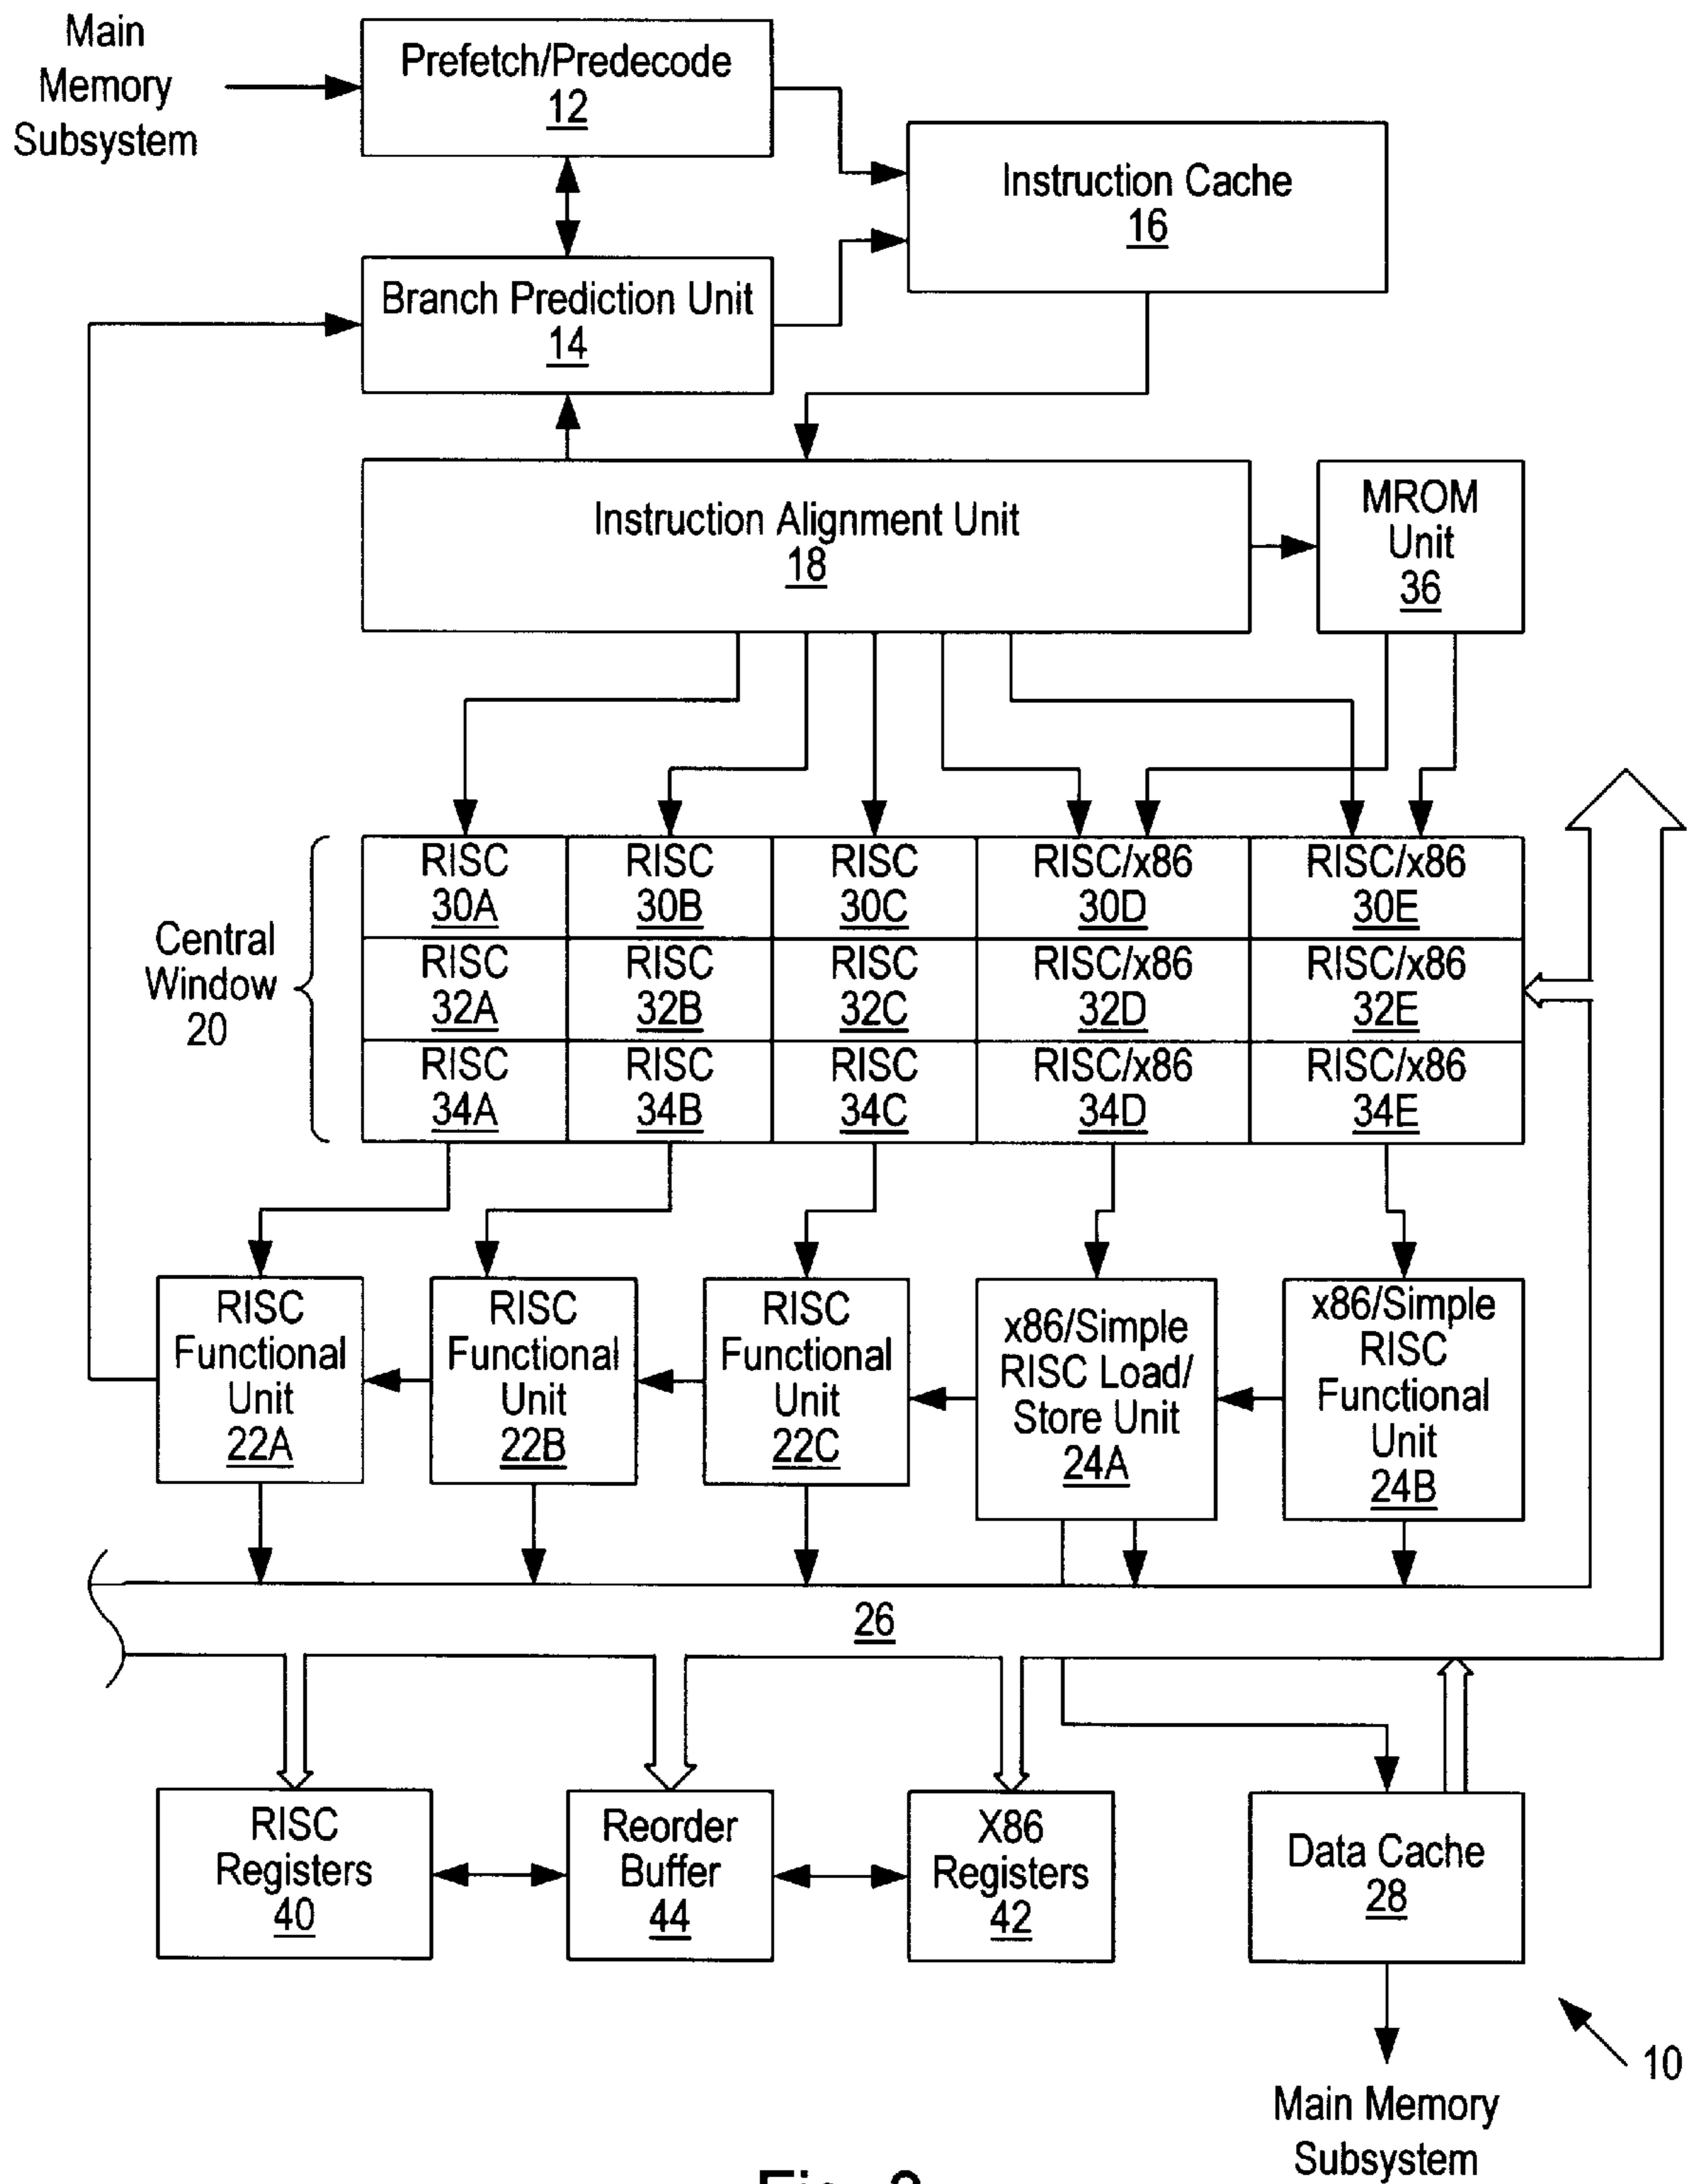 Main
Memory
Subsystem
Prefetch/Predecode
12
Instruction Cache
16
Branch Prediction Unit
14
Instruction Alignment Unit
18
MROM
Unit
36
Central
Window
20
RISC
30A
RISC
30B
RISC
30C
RISC/x86
30D
RISC/x86
30E
RISC
32A
RISC
32B
RISC
32C
RISC/x86
32D
RISC/x86
32E
RISC
34A
RISC
34B
RISC
34C
RISC/x86
34D
RISC/x86
34E
RISC
Functional
Unit
22A
RISC
Functional
Unit
22B
RISC
Functional
Unit
22C
x86/Simple
RISC Load/
Store Unit
24A
x86/Simple
RISC
Functional
Unit
24B
26
RISC
Registers
40
Reorder
Buffer
44
X86
Registers
42
Data Cache
28
10
Main Memory
Subsystem